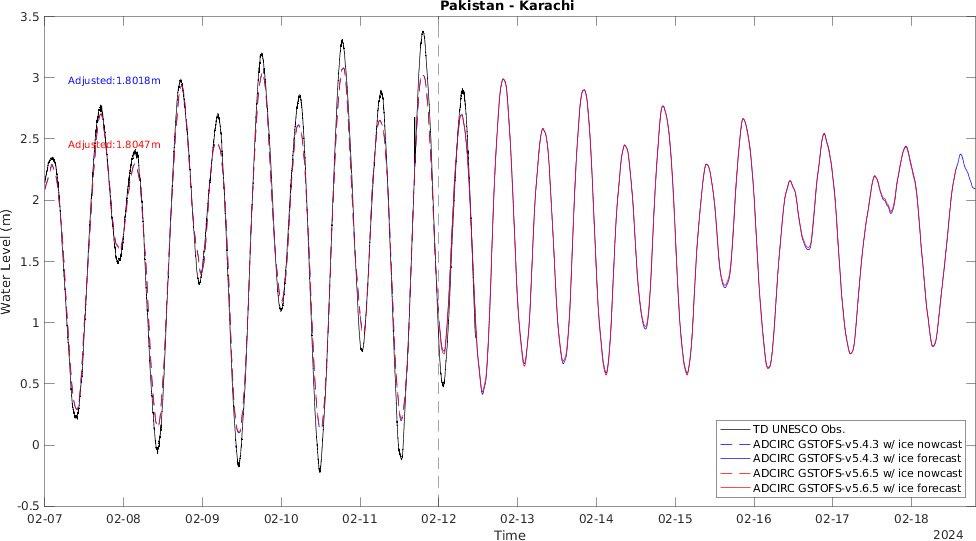 Pakistan - Karachi
3.5
3
2.5
2
1.5
1
0.5
0
-0.5
Water Level (m)
Adjusted:1.8018m
Adjusted:1.8047m
TD UNESCO Obs.
ADCIRC GSTOFS-v5.4.3 w/ ice nowcast
ADCIRC GSTOFS-v5.4.3 w/ ice forecast
ADCIRC GSTOFS-v5.6.5 w/ ice nowcast
ADCIRC GSTOFS-v5.6.5 w/ ice forecast
02-07 02-08 02-09 02-10 02-11 02-12 02-13 02-14 02-15 02-16 02-17 02-18
Time
2024